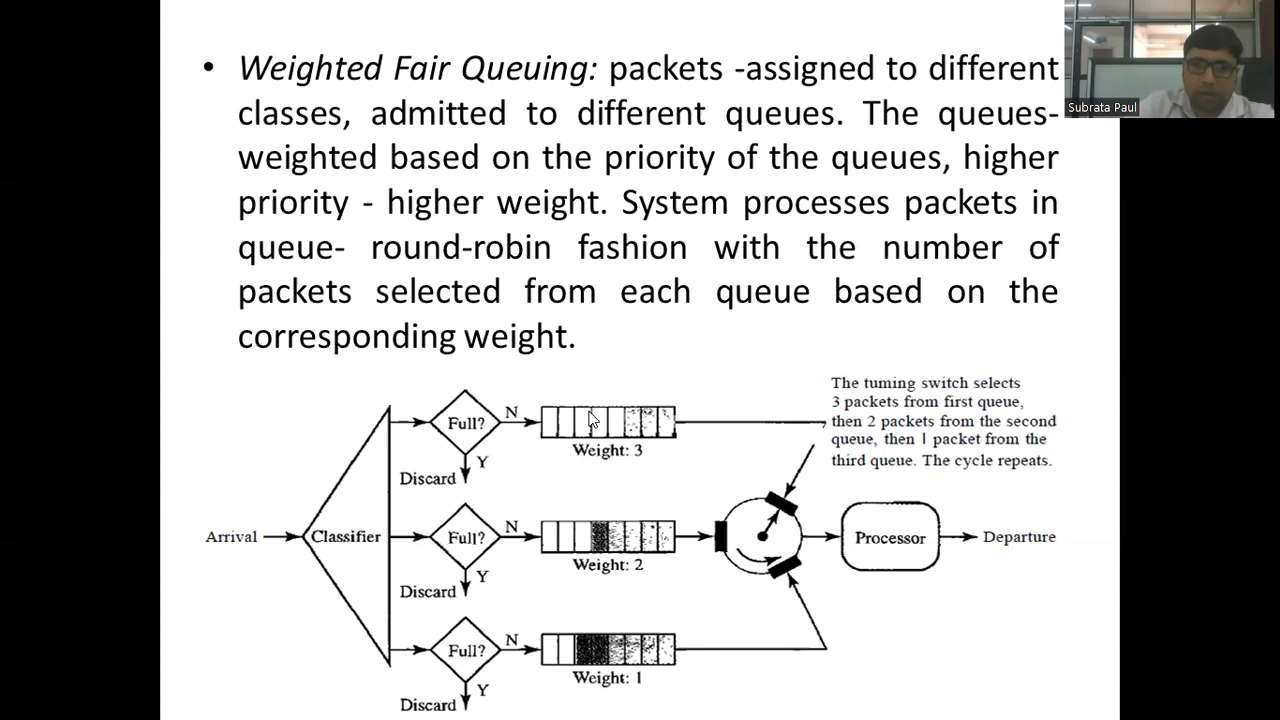 • Weighted Fair Queuing: packets -assigned to different
classes, admitted to different queues. The queues-
weighted based on the priority of the queues, higher
priority - higher weight. System processes packets in
queue- round-robin fashion with the number of
packets selected from each queue based on the
corresponding weight.
Subrata Paul
The tuming switch selects
3 packets from first queue,
then 2 packets from the second
queue, then 1 packet from the
third queue. The cycle repeats.
Full?
N
Y
Discard
Weight: 3
Arrival
Classifier
Full?
N
Y
Discard
Weight: 2
Processor
Departure
Full?
N
Y
Discard
Weight: 1